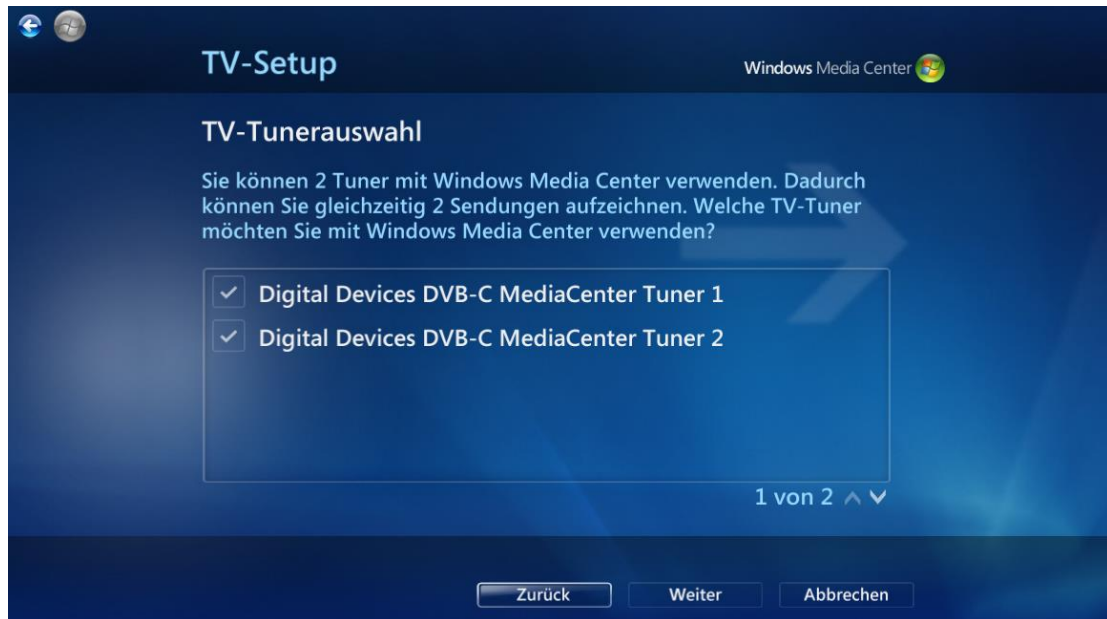 TV-Setup
Windows Media Center
TV-Tunerauswahl
Sie können 2 Tuner mit Windows Media Center verwenden. Dadurch
können Sie gleichzeitig 2 Sendungen aufzeichnen. Welche TV-Tuner
möchten Sie mit Windows Media Center verwenden?
Digital Devices DVB-C MediaCenter Tuner 1
Digital Devices DVB-C MediaCenter Tuner 2
1 von 2
Zurück Weiter Abbrechen